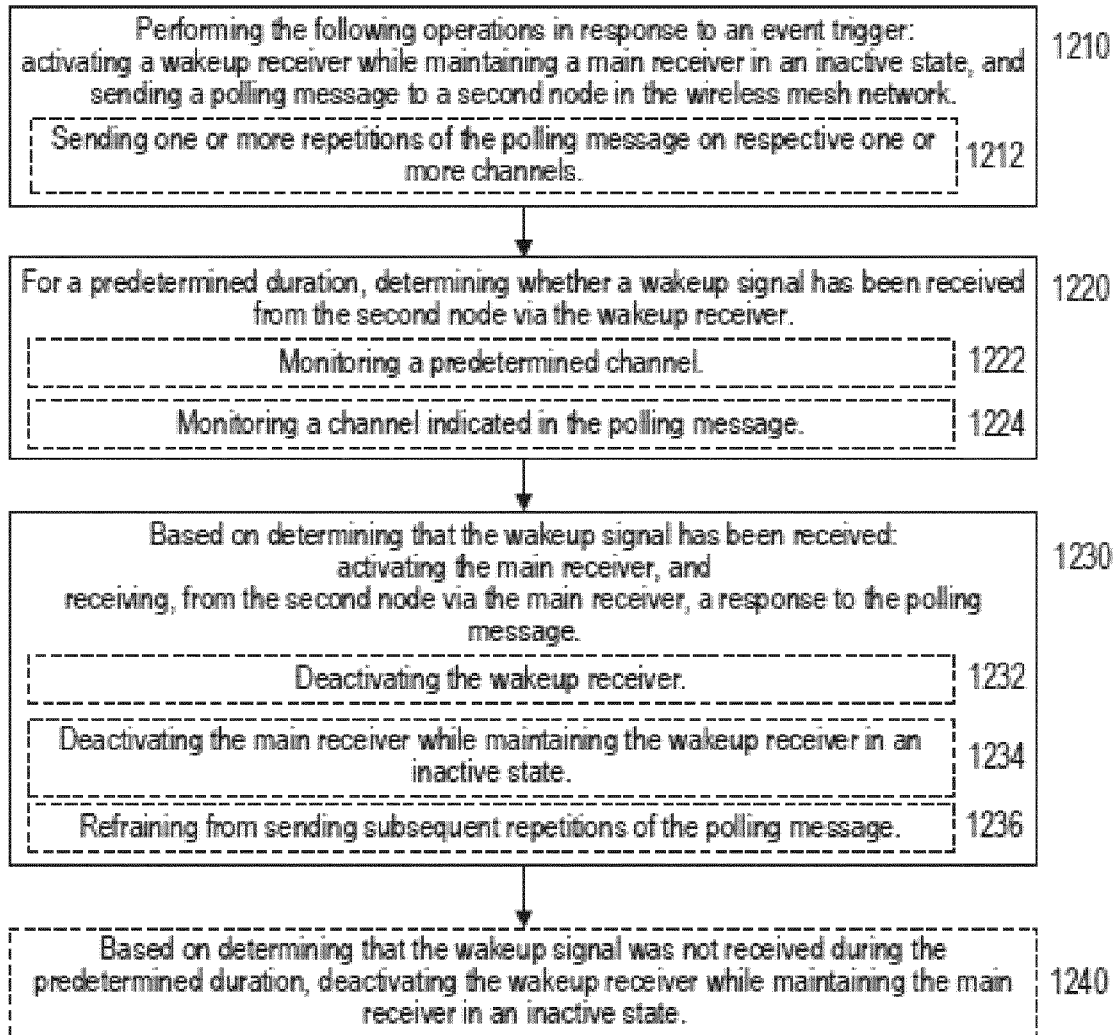 Performing the following operations in response to an event trigger:
activating a wakeup receiver while maintaining a main receiver in an inactive state, and
sending a polling message to a second node in the wireless mesh network.
1210
Sending one or more repetitions of the polling message on respective one or
more channels.
1212
For a predetermined duration, determining whether a wakeup signal has been received
from the second node via the wakeup receiver.
1220
Monitoring a predetermined channel.
1222
Monitoring a channel indicated in the polling message.
1224
Based on determining that the wakeup signal has been received:
activating the main receiver, and
receiving, from the second node via the main receiver, a response to the polling
message.
1230
Deactivating the wakeup receiver.
1232
Deactivating the main receiver while maintaining the wakeup receiver in an
inactive state.
1234
Refraining from sending subsequent repetitions of the polling message.
1236
Based on determining that the wakeup signal was not received during the
predetermined duration, deactivating the wakeup receiver while maintaining the main
receiver in an inactive state.
1240